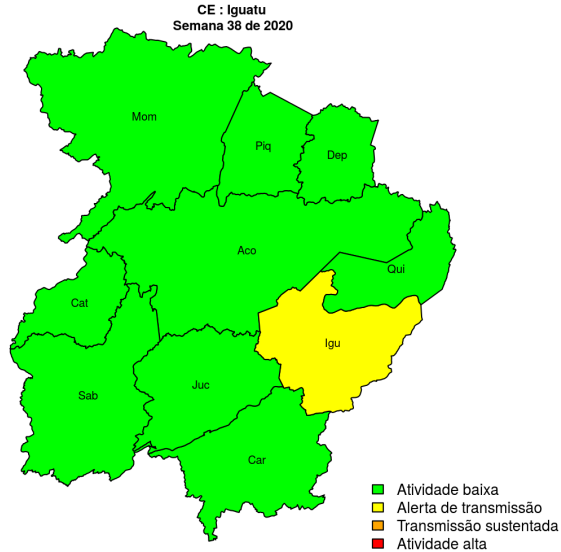 CE : Iguatu
Semana 38 de 2020
Mom
Piq
Dep
Aco
Qui
Cat
Igu
Juc
Sab
Car
Atividade baixa
Alerta de transmissão
Transmissão sustentada
Atividade alta